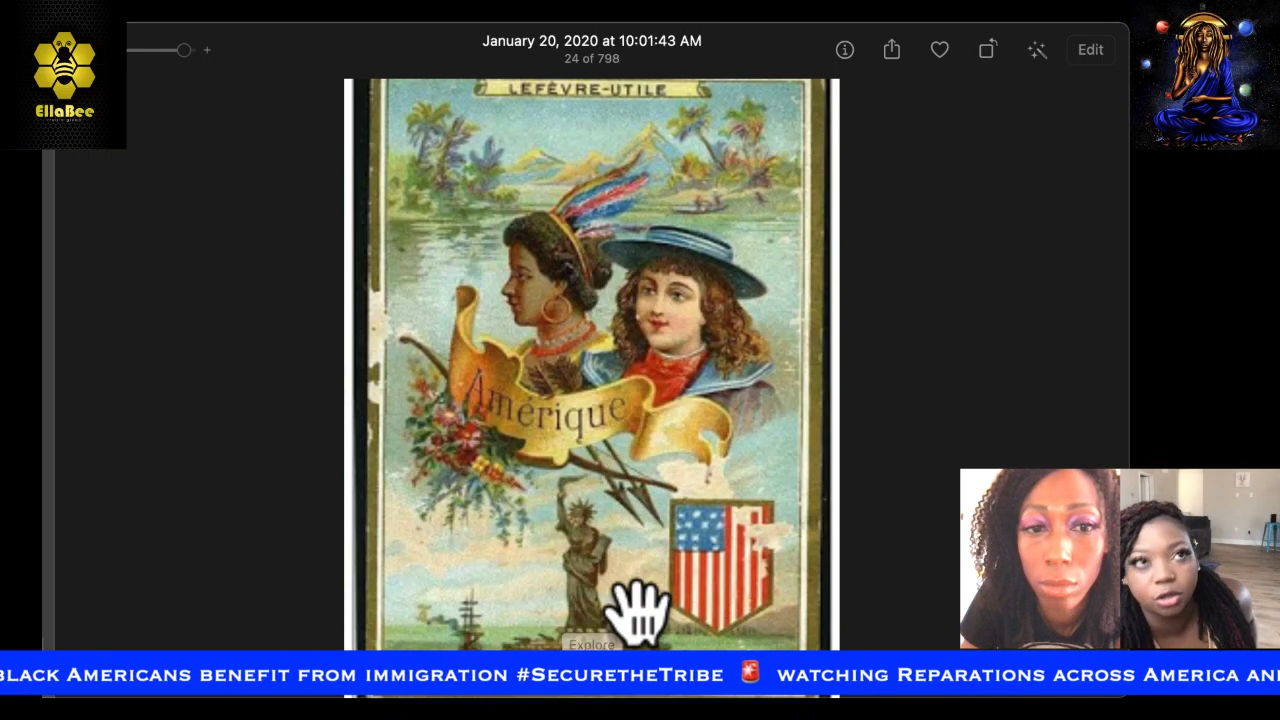 January 20, 2020 at 10:01:43 AM
24 of 798
Edit
EllaBee
LEFÈVRE-UTILE
Amérique
Explore
BLACK AMERICANS BENEFIT FROM IMMIGRATION #SECURETHETRIBE 🚨 WATCHING REPARATIONS ACROSS AMERICA AN